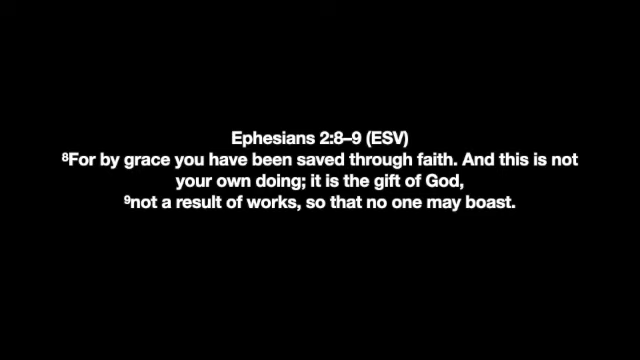 Ephesians 2:8–9 (ESV)
⁸For by grace you have been saved through faith. And this is not
your own doing; it is the gift of God,
⁹not a result of works, so that no one may boast.